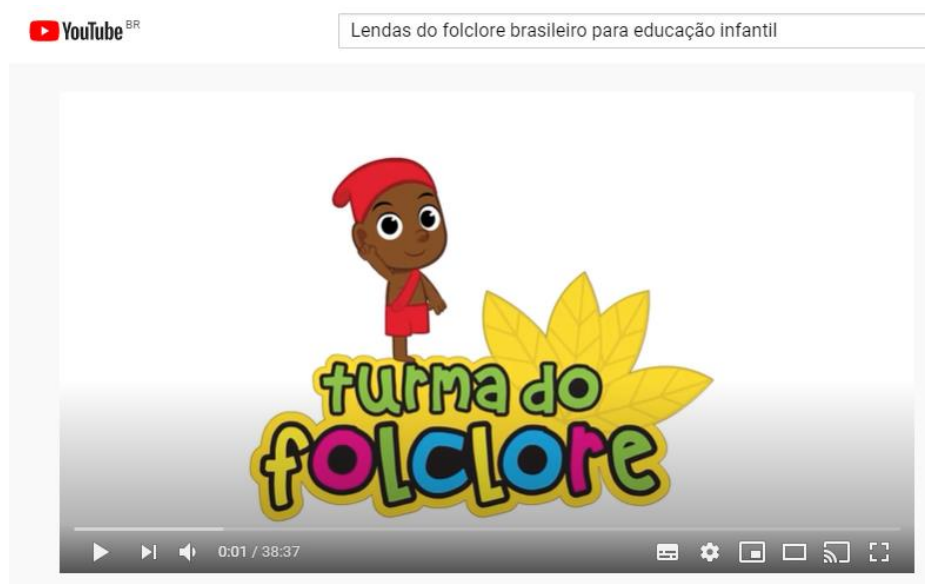 YouTube BR
Lendas do folclore brasileiro para educação infantil
turma do
folclore
0:01 / 38:37